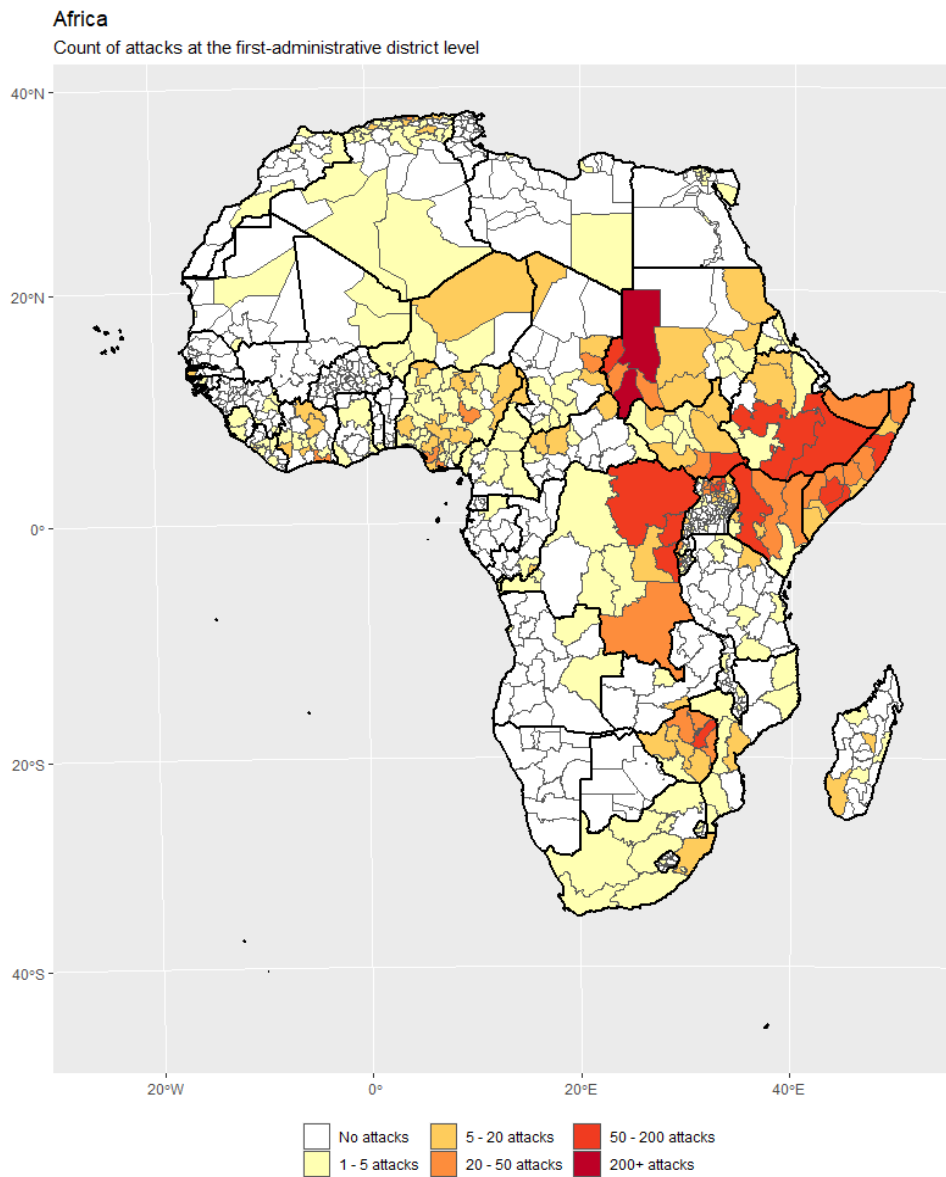 Africa
Count of attacks at the first-administrative district level
40°N
20°N
0°
20°S
40°S
20°W
0°
20°E
40°E
No attacks
5 - 20 attacks
50 - 200 attacks
1 - 5 attacks
20 - 50 attacks
200+ attacks